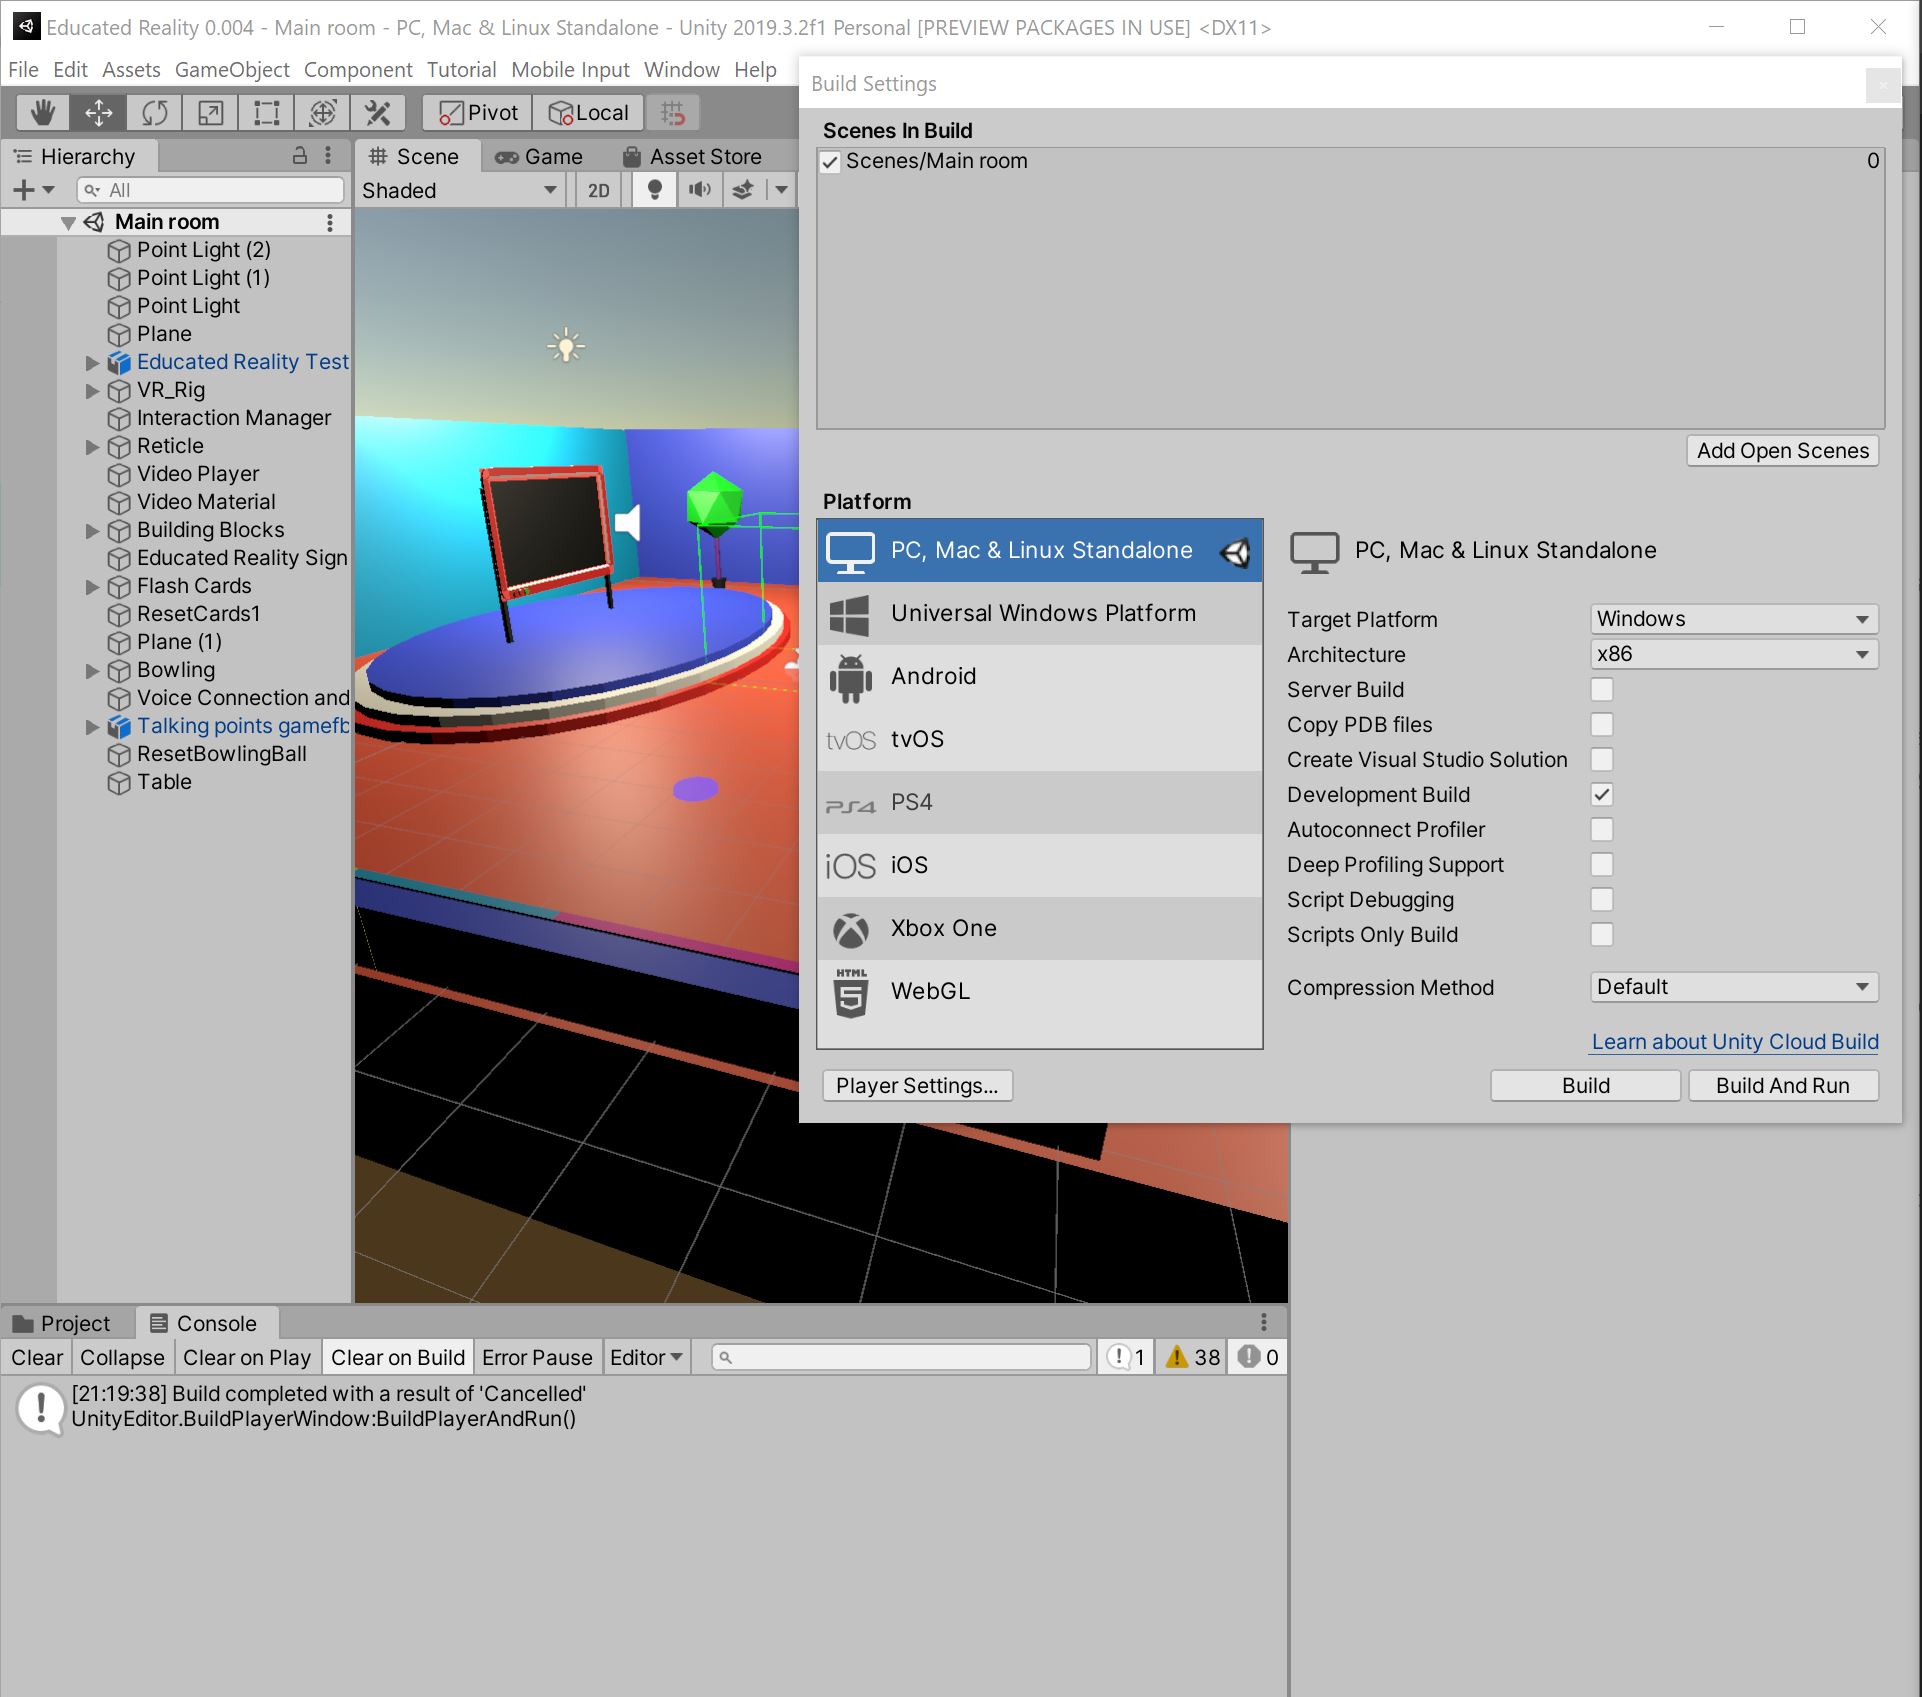 Educated Reality 0.004 - Main room - PC, Mac & Linux Standalone - Unity 2019.3.2f1 Personal [PREVIEW PACKAGES IN USE] <DX11>
File Edit Assets GameObject Component Tutorial Mobile Input Window Help
Pivot Local
Hierarchy
All
Main room
Point Light (2)
Point Light (1)
Point Light
Plane
Educated Reality Test
VR_Rig
Interaction Manager
Reticle
Video Player
Video Material
Building Blocks
Educated Reality Sign
Flash Cards
ResetCards1
Plane (1)
Bowling
Voice Connection and
Talking points gamefb
ResetBowlingBall
Table
Scene Game Asset Store
Shaded 2D
Build Settings
Scenes In Build
Scenes/Main room 0
Add Open Scenes
Platform
PC, Mac & Linux Standalone
Universal Windows Platform
Android
tvOS tvOS
PS4 PS4
iOS iOS
Xbox One
HTML 5 WebGL
PC, Mac & Linux Standalone
Target Platform Windows
Architecture x86
Server Build
Copy PDB files
Create Visual Studio Solution
Development Build
Autoconnect Profiler
Deep Profiling Support
Script Debugging
Scripts Only Build
Compression Method Default
Learn about Unity Cloud Build
Player Settings... Build Build And Run
Project Console
Clear Collapse Clear on Play Clear on Build Error Pause Editor 1 38 0
[21:19:38] Build completed with a result of 'Cancelled'
UnityEditor.BuildPlayerWindow:BuildPlayerAndRun()